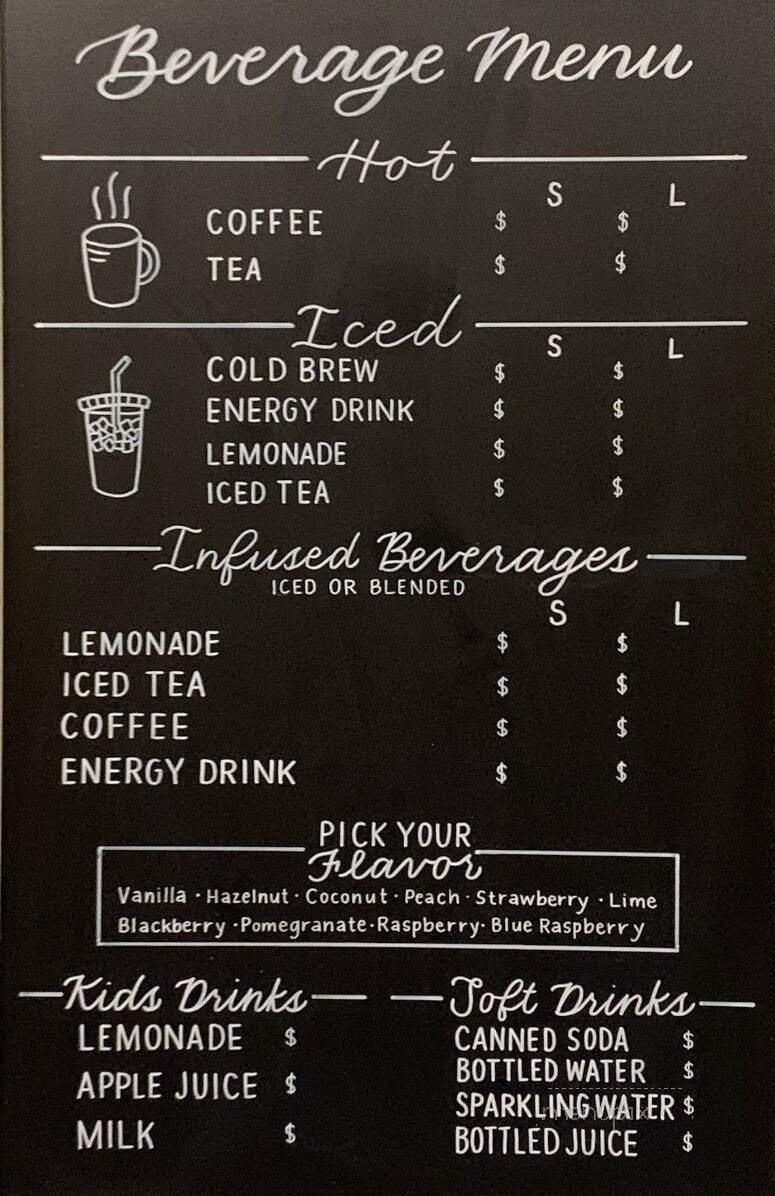 Beverage Menu
Hot
S L
COFFEE $ $
TEA $ $
Iced
S L
COLD BREW $ $
ENERGY DRINK $ $
LEMONADE $ $
ICED TEA $ $
Infused Beverages
ICED OR BLENDED
S L
LEMONADE $ $
ICED TEA $ $
COFFEE $ $
ENERGY DRINK $ $
PICK YOUR
Flavor
Vanilla · Hazelnut · Coconut · Peach · Strawberry · Lime
Blackberry · Pomegranate · Raspberry · Blue Raspberry
Kids Drinks
LEMONADE $
APPLE JUICE $
MILK $
Soft Drinks
CANNED SODA $
BOTTLED WATER $
SPARKLING WATER $
BOTTLED JUICE $